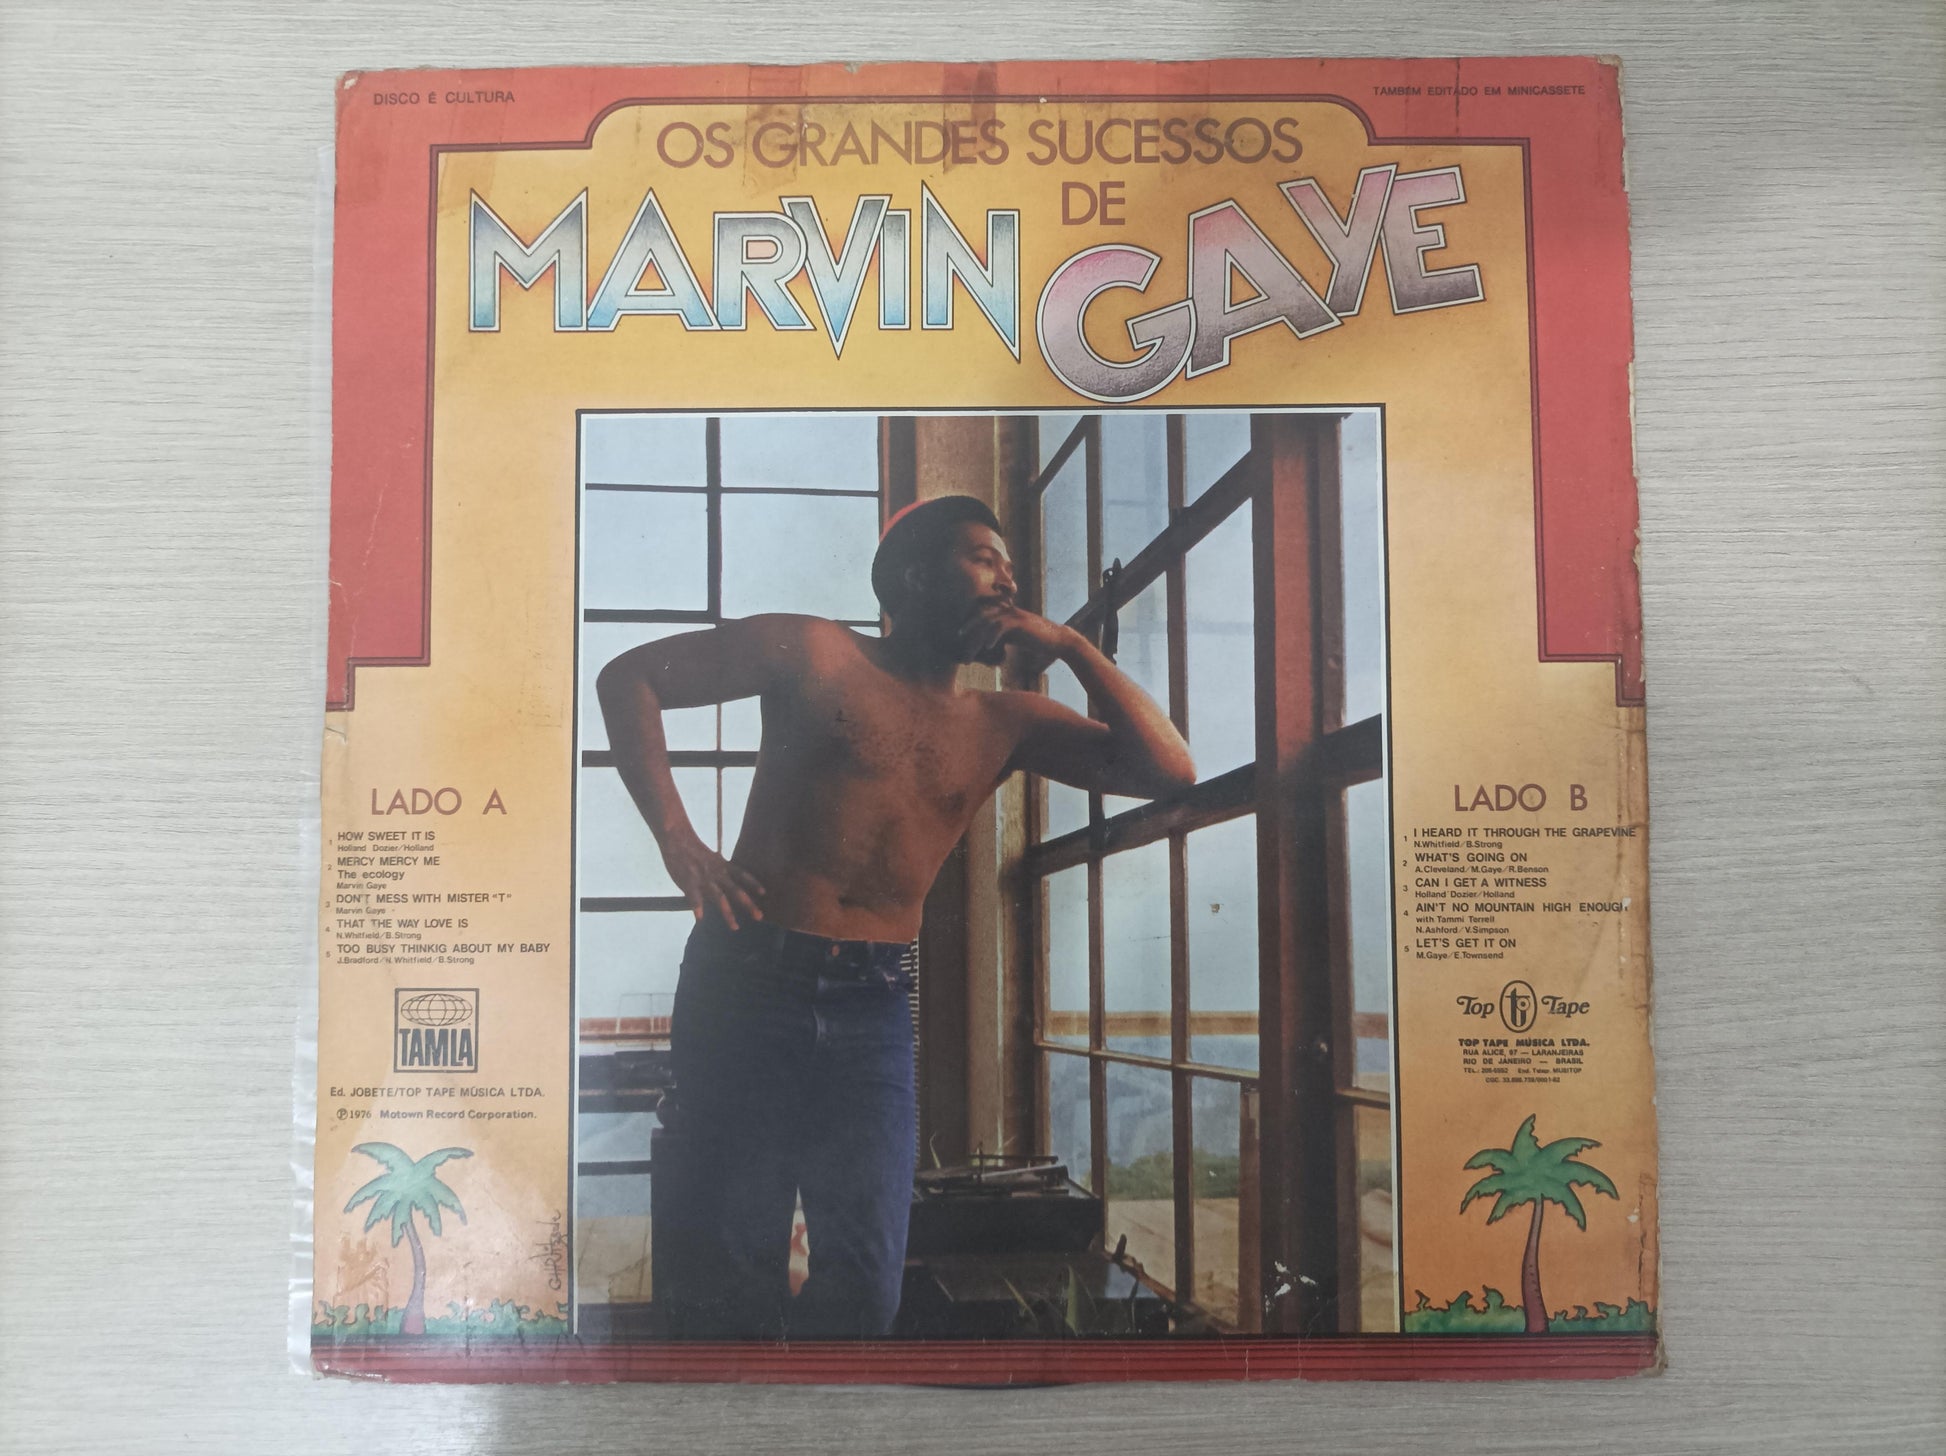 DISCO É CULTURA
TAMBEM EDITADO EM MINICASSETE
OS GRANDES SUCESSOS
DE
MARVIN GAYE
LADO A
1 HOW SWEET IT IS
Holland Dozier/Holland
2 MERCY MERCY ME
The ecology
Marvin Gaye
3 DON'T MESS WITH MISTER "T"
Marvin Gaye
4 THAT THE WAY LOVE IS
N.Whitfield/B.Strong
5 TOO BUSY THINKIG ABOUT MY BABY
J.Bradford/N.Whitfield/B.Strong
TAMLA
Ed. JOBETE/TOP TAPE MÚSICA LTDA.
℗1976 Motown Record Corporation.
LADO B
1 I HEARD IT THROUGH THE GRAPEVINE
N.Whitfield/B.Strong
2 WHAT'S GOING ON
A.Cleveland/M.Gaye/R.Benson
3 CAN I GET A WITNESS
Holland Dozier/Holland
4 AIN'T NO MOUNTAIN HIGH ENOUGH
with Tammi Terrell
N.Ashford/V.Simpson
5 LET'S GET IT ON
M.Gaye/E.Townsend
Top tt Tape
TOP TAPE MÚSICA LTDA.
RUA ALICE, 97 — LARANJEIRAS
RIO DE JANEIRO — BRASIL